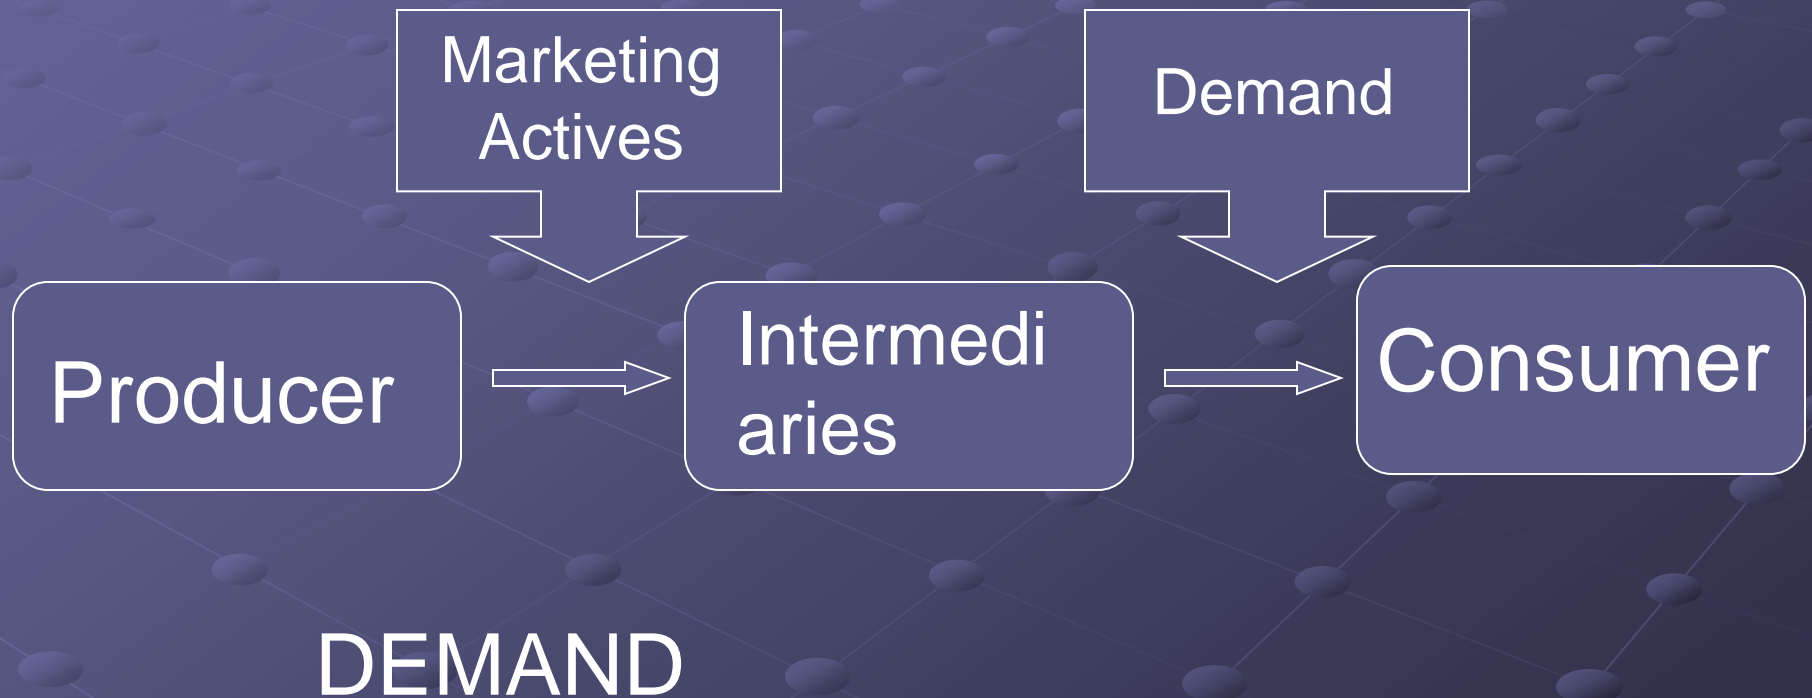 Marketing
Actives
Demand
Producer
Intermedi
aries
Consumer
DEMAND